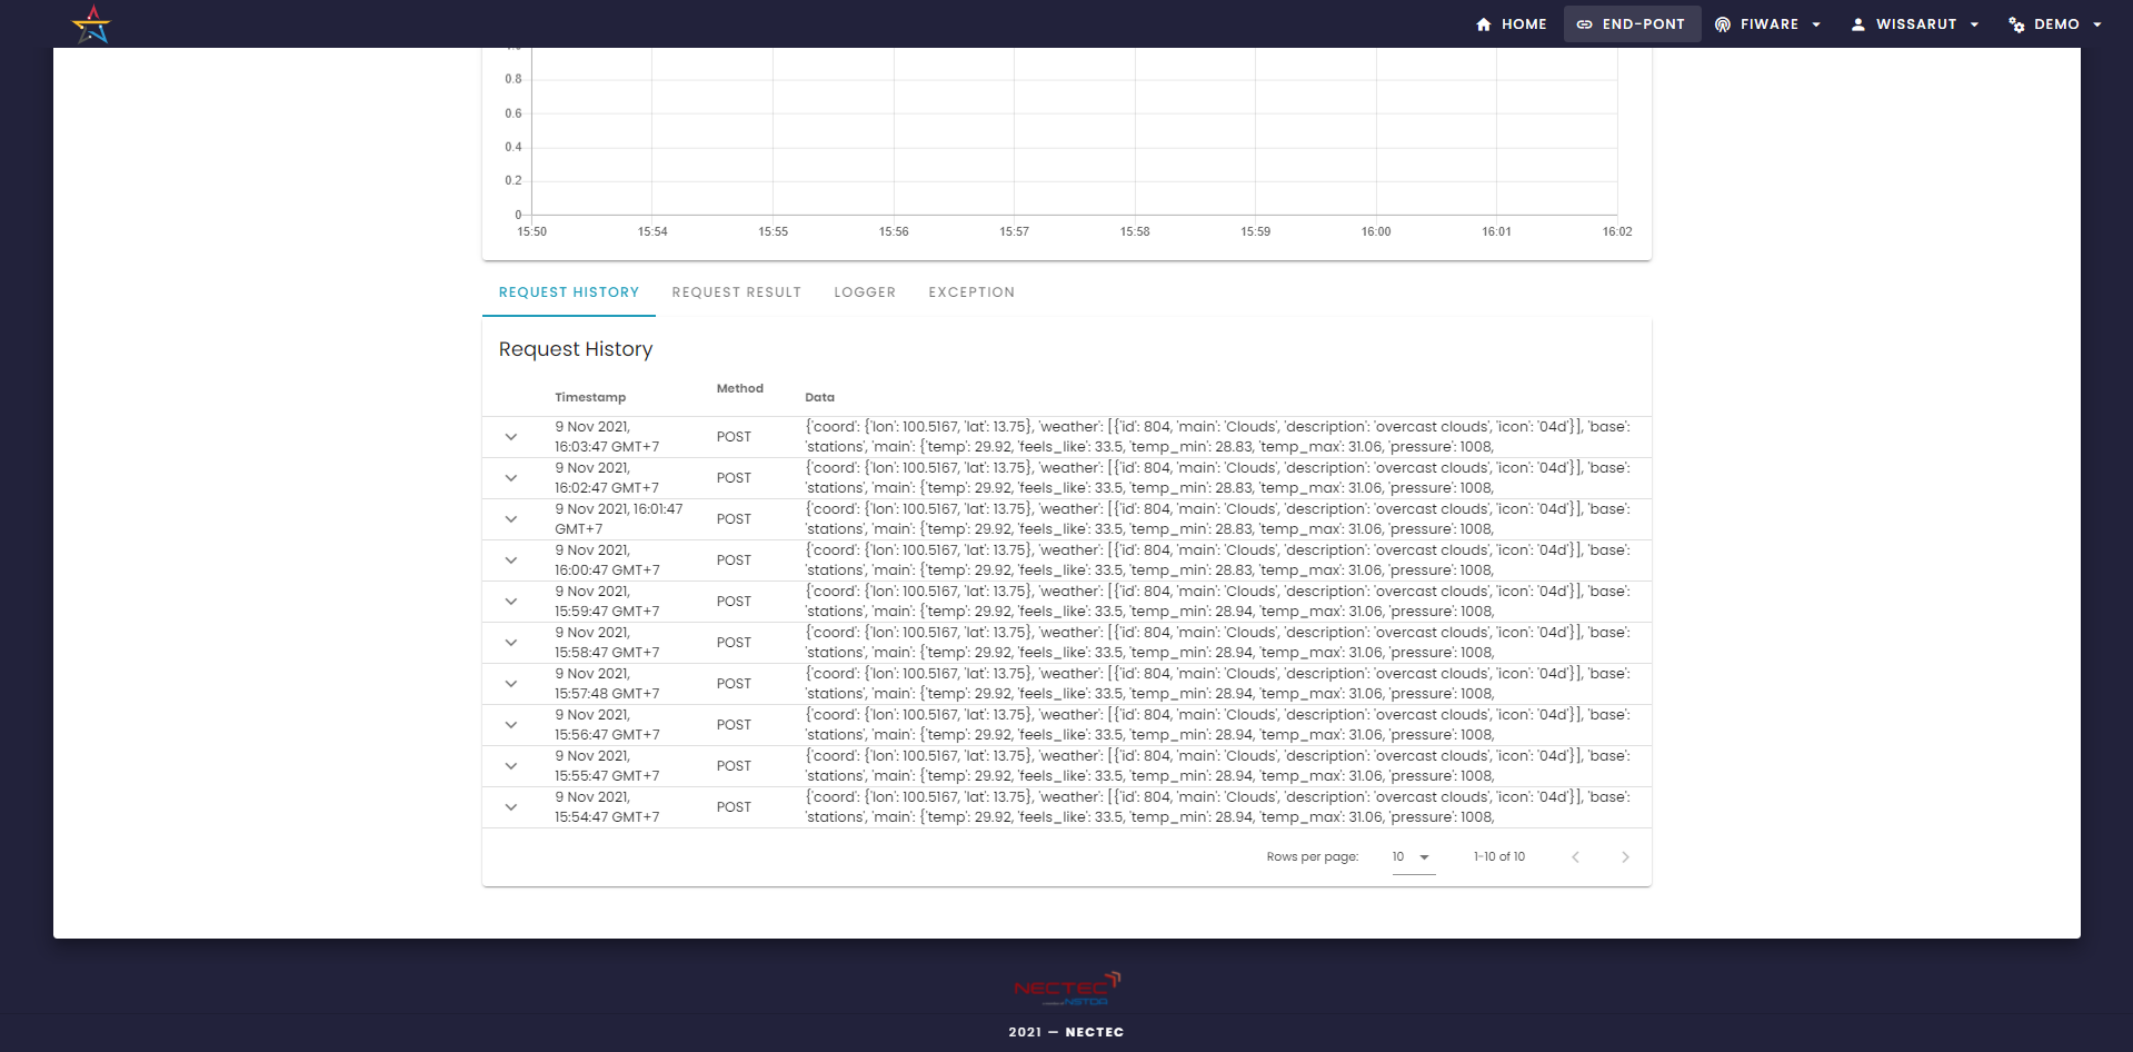 HOME END-PONT FIWARE WISSARUT DEMO
0.8
0.6
0.4
0.2
0
15:50 15:54 15:55 15:56 15:57 15:58 15:59 16:00 16:01 16:02
REQUEST HISTORY REQUEST RESULT LOGGER EXCEPTION
Request History
Timestamp Method Data
9 Nov 2021, {'coord': {'lon': 100.5167, 'lat': 13.75}, 'weather': [{'id': 804, 'main': 'Clouds', 'description': 'overcast clouds', 'icon': '04d'}], 'base':
16:03:47 GMT+7 POST 'stations', 'main': {'temp': 29.92, 'feels_like': 33.5, 'temp_min': 28.83, 'temp_max': 31.06, 'pressure': 1008,
9 Nov 2021, {'coord': {'lon': 100.5167, 'lat': 13.75}, 'weather': [{'id': 804, 'main': 'Clouds', 'description': 'overcast clouds', 'icon': '04d'}], 'base':
16:02:47 GMT+7 POST 'stations', 'main': {'temp': 29.92, 'feels_like': 33.5, 'temp_min': 28.83, 'temp_max': 31.06, 'pressure': 1008,
9 Nov 2021, 16:01:47 {'coord': {'lon': 100.5167, 'lat': 13.75}, 'weather': [{'id': 804, 'main': 'Clouds', 'description': 'overcast clouds', 'icon': '04d'}], 'base':
GMT+7 POST 'stations', 'main': {'temp': 29.92, 'feels_like': 33.5, 'temp_min': 28.83, 'temp_max': 31.06, 'pressure': 1008,
9 Nov 2021, {'coord': {'lon': 100.5167, 'lat': 13.75}, 'weather': [{'id': 804, 'main': 'Clouds', 'description': 'overcast clouds', 'icon': '04d'}], 'base':
16:00:47 GMT+7 POST 'stations', 'main': {'temp': 29.92, 'feels_like': 33.5, 'temp_min': 28.83, 'temp_max': 31.06, 'pressure': 1008,
9 Nov 2021, {'coord': {'lon': 100.5167, 'lat': 13.75}, 'weather': [{'id': 804, 'main': 'Clouds', 'description': 'overcast clouds', 'icon': '04d'}], 'base':
15:59:47 GMT+7 POST 'stations', 'main': {'temp': 29.92, 'feels_like': 33.5, 'temp_min': 28.94, 'temp_max': 31.06, 'pressure': 1008,
9 Nov 2021, {'coord': {'lon': 100.5167, 'lat': 13.75}, 'weather': [{'id': 804, 'main': 'Clouds', 'description': 'overcast clouds', 'icon': '04d'}], 'base':
15:58:47 GMT+7 POST 'stations', 'main': {'temp': 29.92, 'feels_like': 33.5, 'temp_min': 28.94, 'temp_max': 31.06, 'pressure': 1008,
9 Nov 2021, {'coord': {'lon': 100.5167, 'lat': 13.75}, 'weather': [{'id': 804, 'main': 'Clouds', 'description': 'overcast clouds', 'icon': '04d'}], 'base':
15:57:48 GMT+7 POST 'stations', 'main': {'temp': 29.92, 'feels_like': 33.5, 'temp_min': 28.94, 'temp_max': 31.06, 'pressure': 1008,
9 Nov 2021, {'coord': {'lon': 100.5167, 'lat': 13.75}, 'weather': [{'id': 804, 'main': 'Clouds', 'description': 'overcast clouds', 'icon': '04d'}], 'base':
15:56:47 GMT+7 POST 'stations', 'main': {'temp': 29.92, 'feels_like': 33.5, 'temp_min': 28.94, 'temp_max': 31.06, 'pressure': 1008,
9 Nov 2021, {'coord': {'lon': 100.5167, 'lat': 13.75}, 'weather': [{'id': 804, 'main': 'Clouds', 'description': 'overcast clouds', 'icon': '04d'}], 'base':
15:55:47 GMT+7 POST 'stations', 'main': {'temp': 29.92, 'feels_like': 33.5, 'temp_min': 28.94, 'temp_max': 31.06, 'pressure': 1008,
9 Nov 2021, {'coord': {'lon': 100.5167, 'lat': 13.75}, 'weather': [{'id': 804, 'main': 'Clouds', 'description': 'overcast clouds', 'icon': '04d'}], 'base':
15:54:47 GMT+7 POST 'stations', 'main': {'temp': 29.92, 'feels_like': 33.5, 'temp_min': 28.94, 'temp_max': 31.06, 'pressure': 1008,
Rows per page: 10 1-10 of 10
NECTEC
NSTDA
2021 — NECTEC